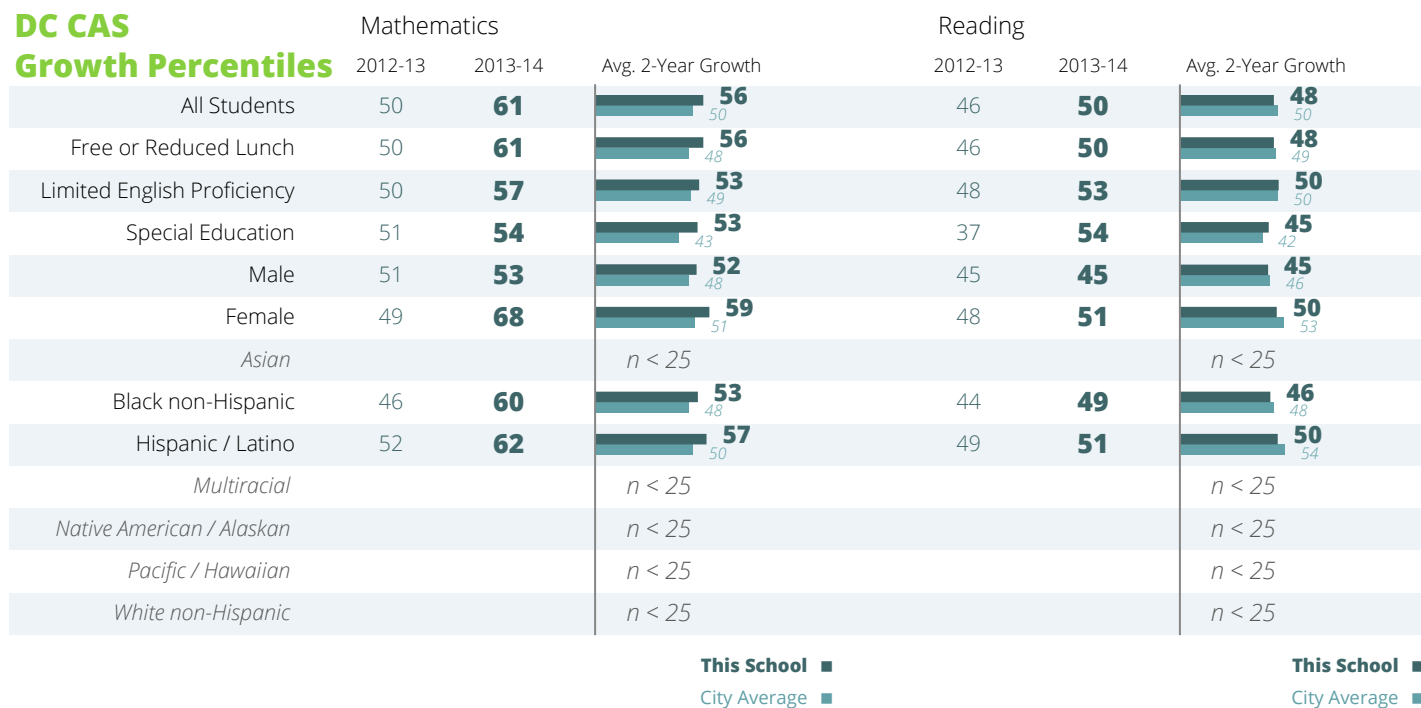 DC CAS
Growth Percentiles
Mathematics Reading
2012-13 2013-14 Avg. 2-Year Growth 2012-13 2013-14 Avg. 2-Year Growth
All Students 50 61 56 50 46 50 48 50
Free or Reduced Lunch 50 61 56 48 46 50 48 49
Limited English Proficiency 50 57 53 49 48 53 50 50
Special Education 51 54 53 43 37 54 45 42
Male 51 53 52 48 45 45 45 46
Female 49 68 59 51 48 51 50 53
Asian n < 25 n < 25
Black non-Hispanic 46 60 53 48 44 49 46 48
Hispanic / Latino 52 62 57 50 49 51 50 54
Multiracial n < 25 n < 25
Native American / Alaskan n < 25 n < 25
Pacific / Hawaiian n < 25 n < 25
White non-Hispanic n < 25 n < 25
This School This School
City Average City Average